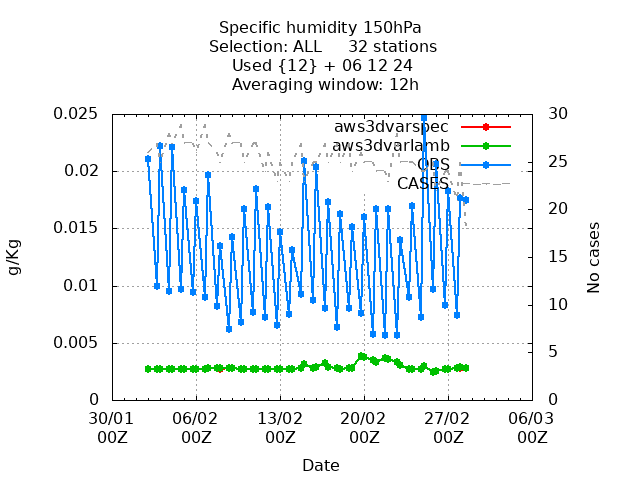 Specific humidity 150hPa
Selection: ALL     32 stations
Used {12} + 06 12 24
Averaging window: 12h
aws3dvarspec
aws3dvarlamb
OBS
CASES
0.025
0.02
0.015
0.01
0.005
0
30
25
20
15
10
5
0
g/Kg
No cases
30/01 06/02 13/02 20/02 27/02 06/03
00Z 00Z 00Z 00Z 00Z 00Z
Date